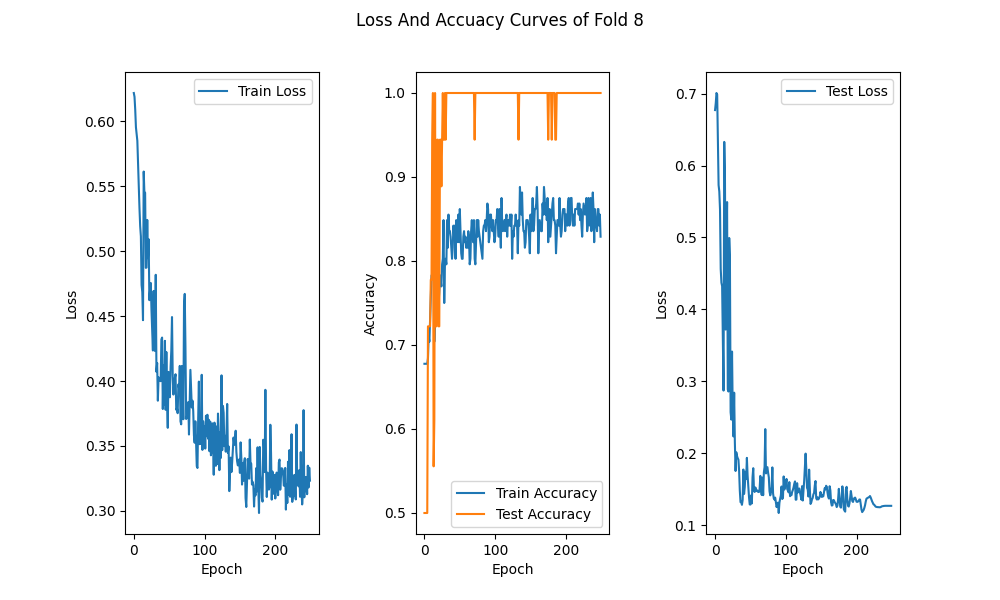 Loss And Accuacy Curves of Fold 8
Train Loss
0.60
0.55
0.50
0.45
0.40
0.35
0.30
Loss
0 100 200
Epoch
1.0
0.9
0.8
0.7
0.6
0.5
Accuracy
Train Accuracy
Test Accuracy
0 100 200
Epoch
Test Loss
0.7
0.6
0.5
0.4
0.3
0.2
0.1
Loss
0 100 200
Epoch